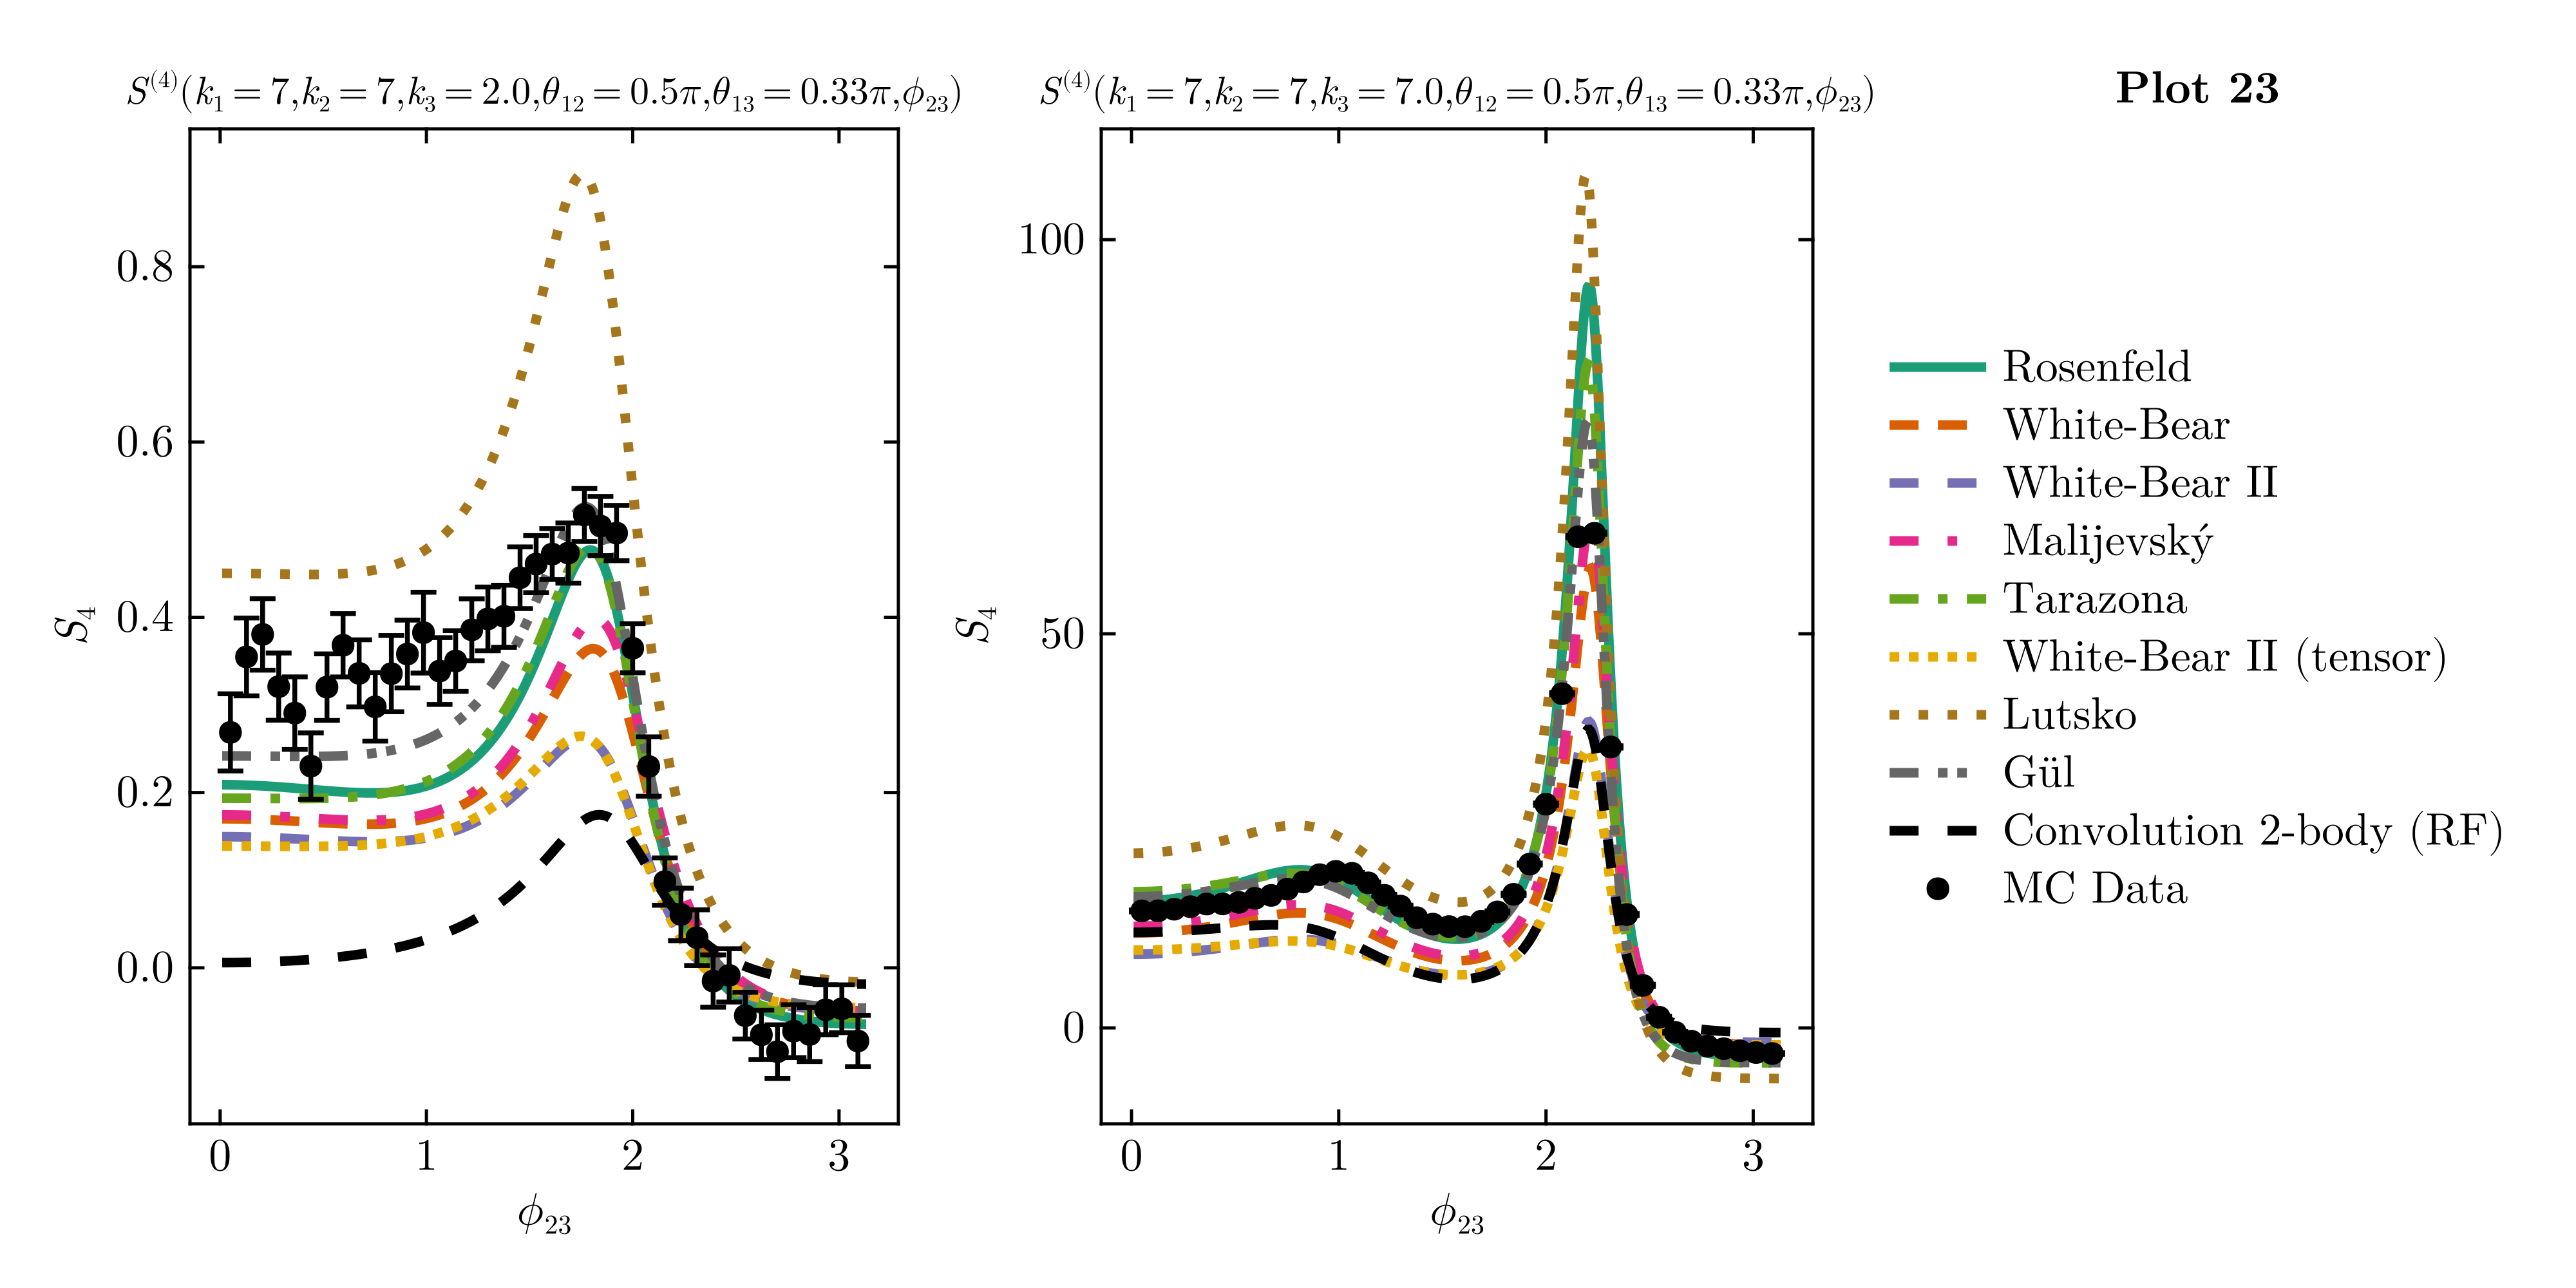 S⁽⁴⁾(k₁ = 7,k₂ = 7,k₃ = 2.0,θ₁₂ = 0.5π,θ₁₃ = 0.33π,ϕ₂₃)
S⁽⁴⁾(k₁ = 7,k₂ = 7,k₃ = 7.0,θ₁₂ = 0.5π,θ₁₃ = 0.33π,ϕ₂₃)
Plot 23
0.8
0.6
0.4
0.2
0.0
S₄
0 1 2 3
ϕ₂₃
100
50
0
S₄
0 1 2 3
ϕ₂₃
Rosenfeld
White-Bear
White-Bear II
Malijevský
Tarazona
White-Bear II (tensor)
Lutsko
Gül
Convolution 2-body (RF)
MC Data